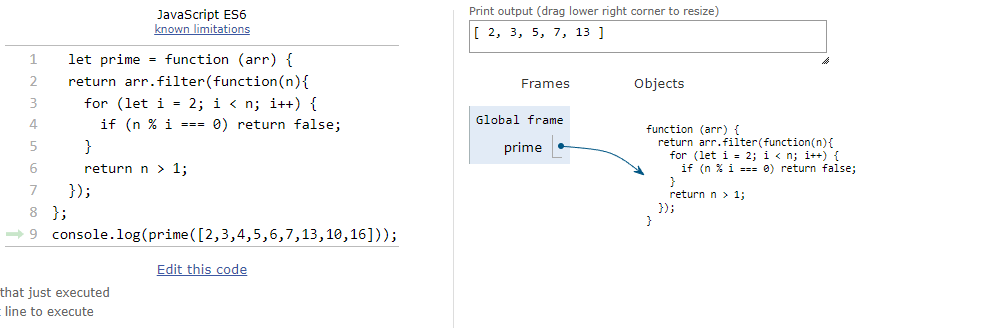 JavaScript ES6
known limitations
1 let prime = function (arr) {
2 return arr.filter(function(n){
3 for (let i = 2; i < n; i++) {
4 if (n % i === 0) return false;
5 }
6 return n > 1;
7 });
8 };
9 console.log(prime([2,3,4,5,6,7,13,10,16]));
Edit this code
that just executed
line to execute
Print output (drag lower right corner to resize)
[ 2, 3, 5, 7, 13 ]
Frames
Objects
Global frame
prime
function (arr) {
return arr.filter(function(n){
for (let i = 2; i < n; i++) {
if (n % i === 0) return false;
}
return n > 1;
});
}